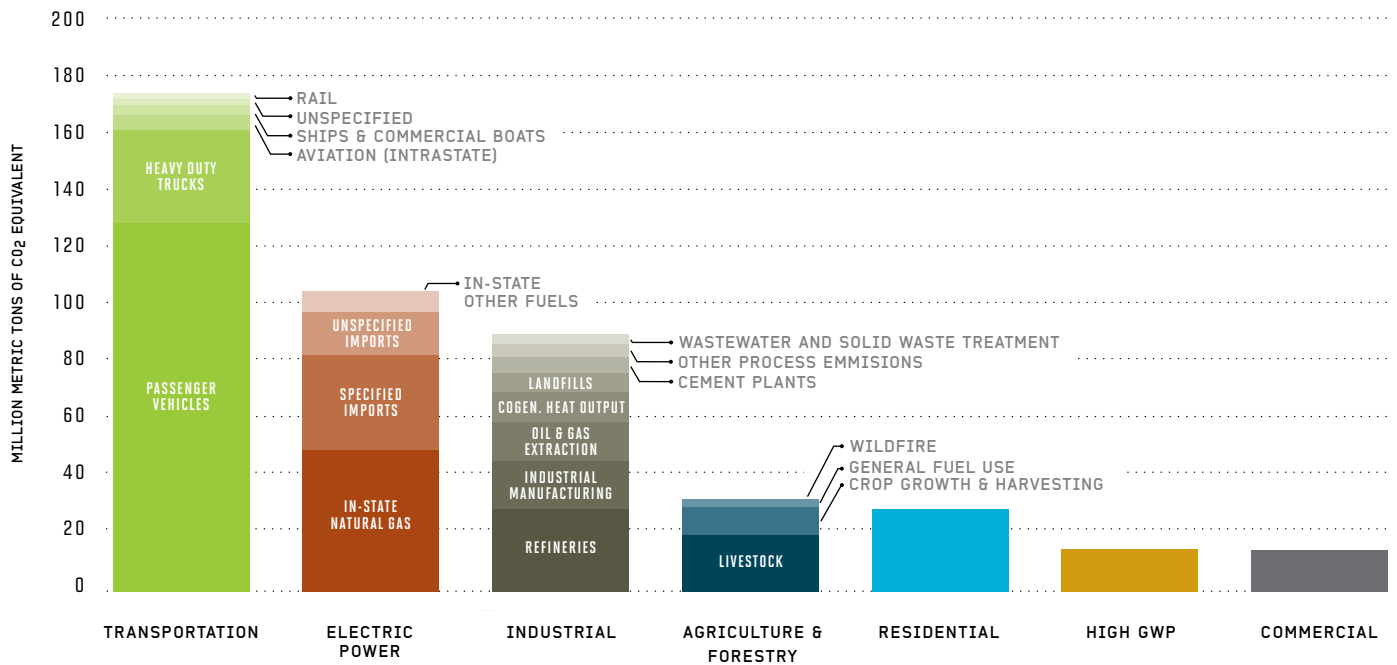 200
180
160
140
120
100
80
60
40
20
0
MILLION METRIC TONS OF CO2 EQUIVALENT
RAIL
UNSPECIFIED
SHIPS & COMMERCIAL BOATS
AVIATION (INTRASTATE)
HEAVY DUTY
TRUCKS
PASSENGER
VEHICLES
IN-STATE
OTHER FUELS
UNSPECIFIED
IMPORTS
SPECIFIED
IMPORTS
IN-STATE
NATURAL GAS
WASTEWATER AND SOLID WASTE TREATMENT
OTHER PROCESS EMMISIONS
CEMENT PLANTS
LANDFILLS
COGEN. HEAT OUTPUT
OIL & GAS
EXTRACTION
INDUSTRIAL
MANUFACTURING
REFINERIES
WILDFIRE
GENERAL FUEL USE
CROP GROWTH & HARVESTING
LIVESTOCK
TRANSPORTATION
ELECTRIC
POWER
INDUSTRIAL
AGRICULTURE &
FORESTRY
RESIDENTIAL
HIGH GWP
COMMERCIAL